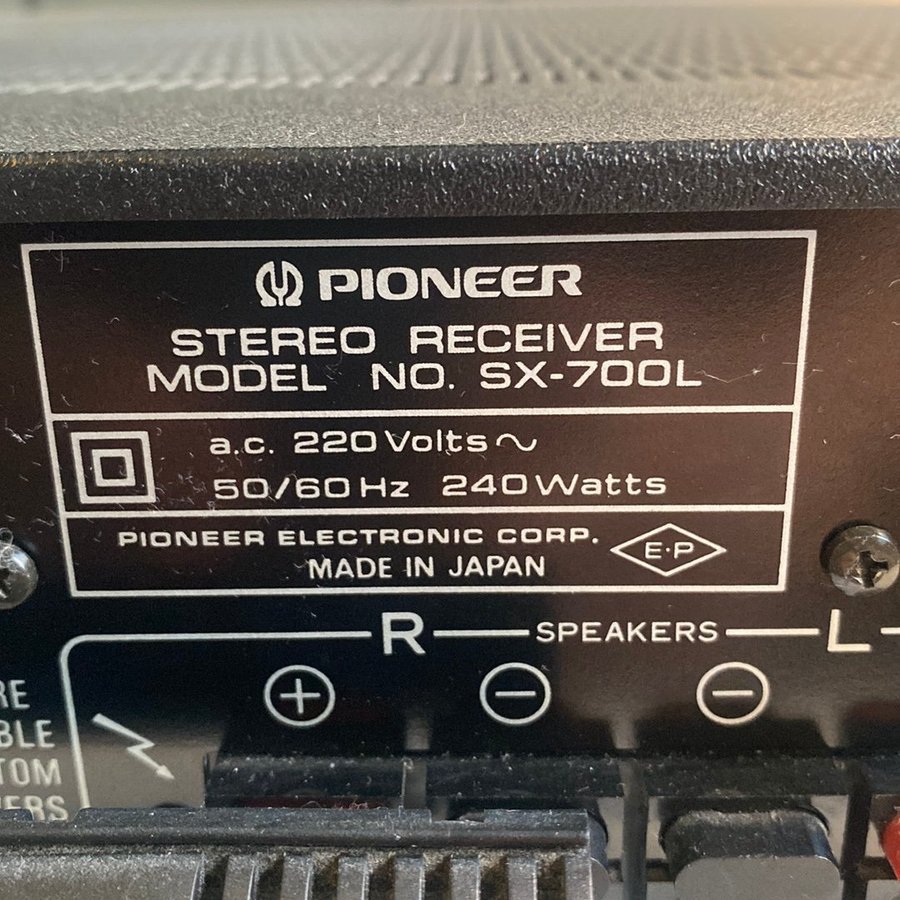 PIONEER
STEREO RECEIVER
MODEL NO. SX-700L
a.c. 220 Volts ~
50/60 Hz 240 Watts
PIONEER ELECTRONIC CORP.
MADE IN JAPAN
E·P
R SPEAKERS L
+ − −